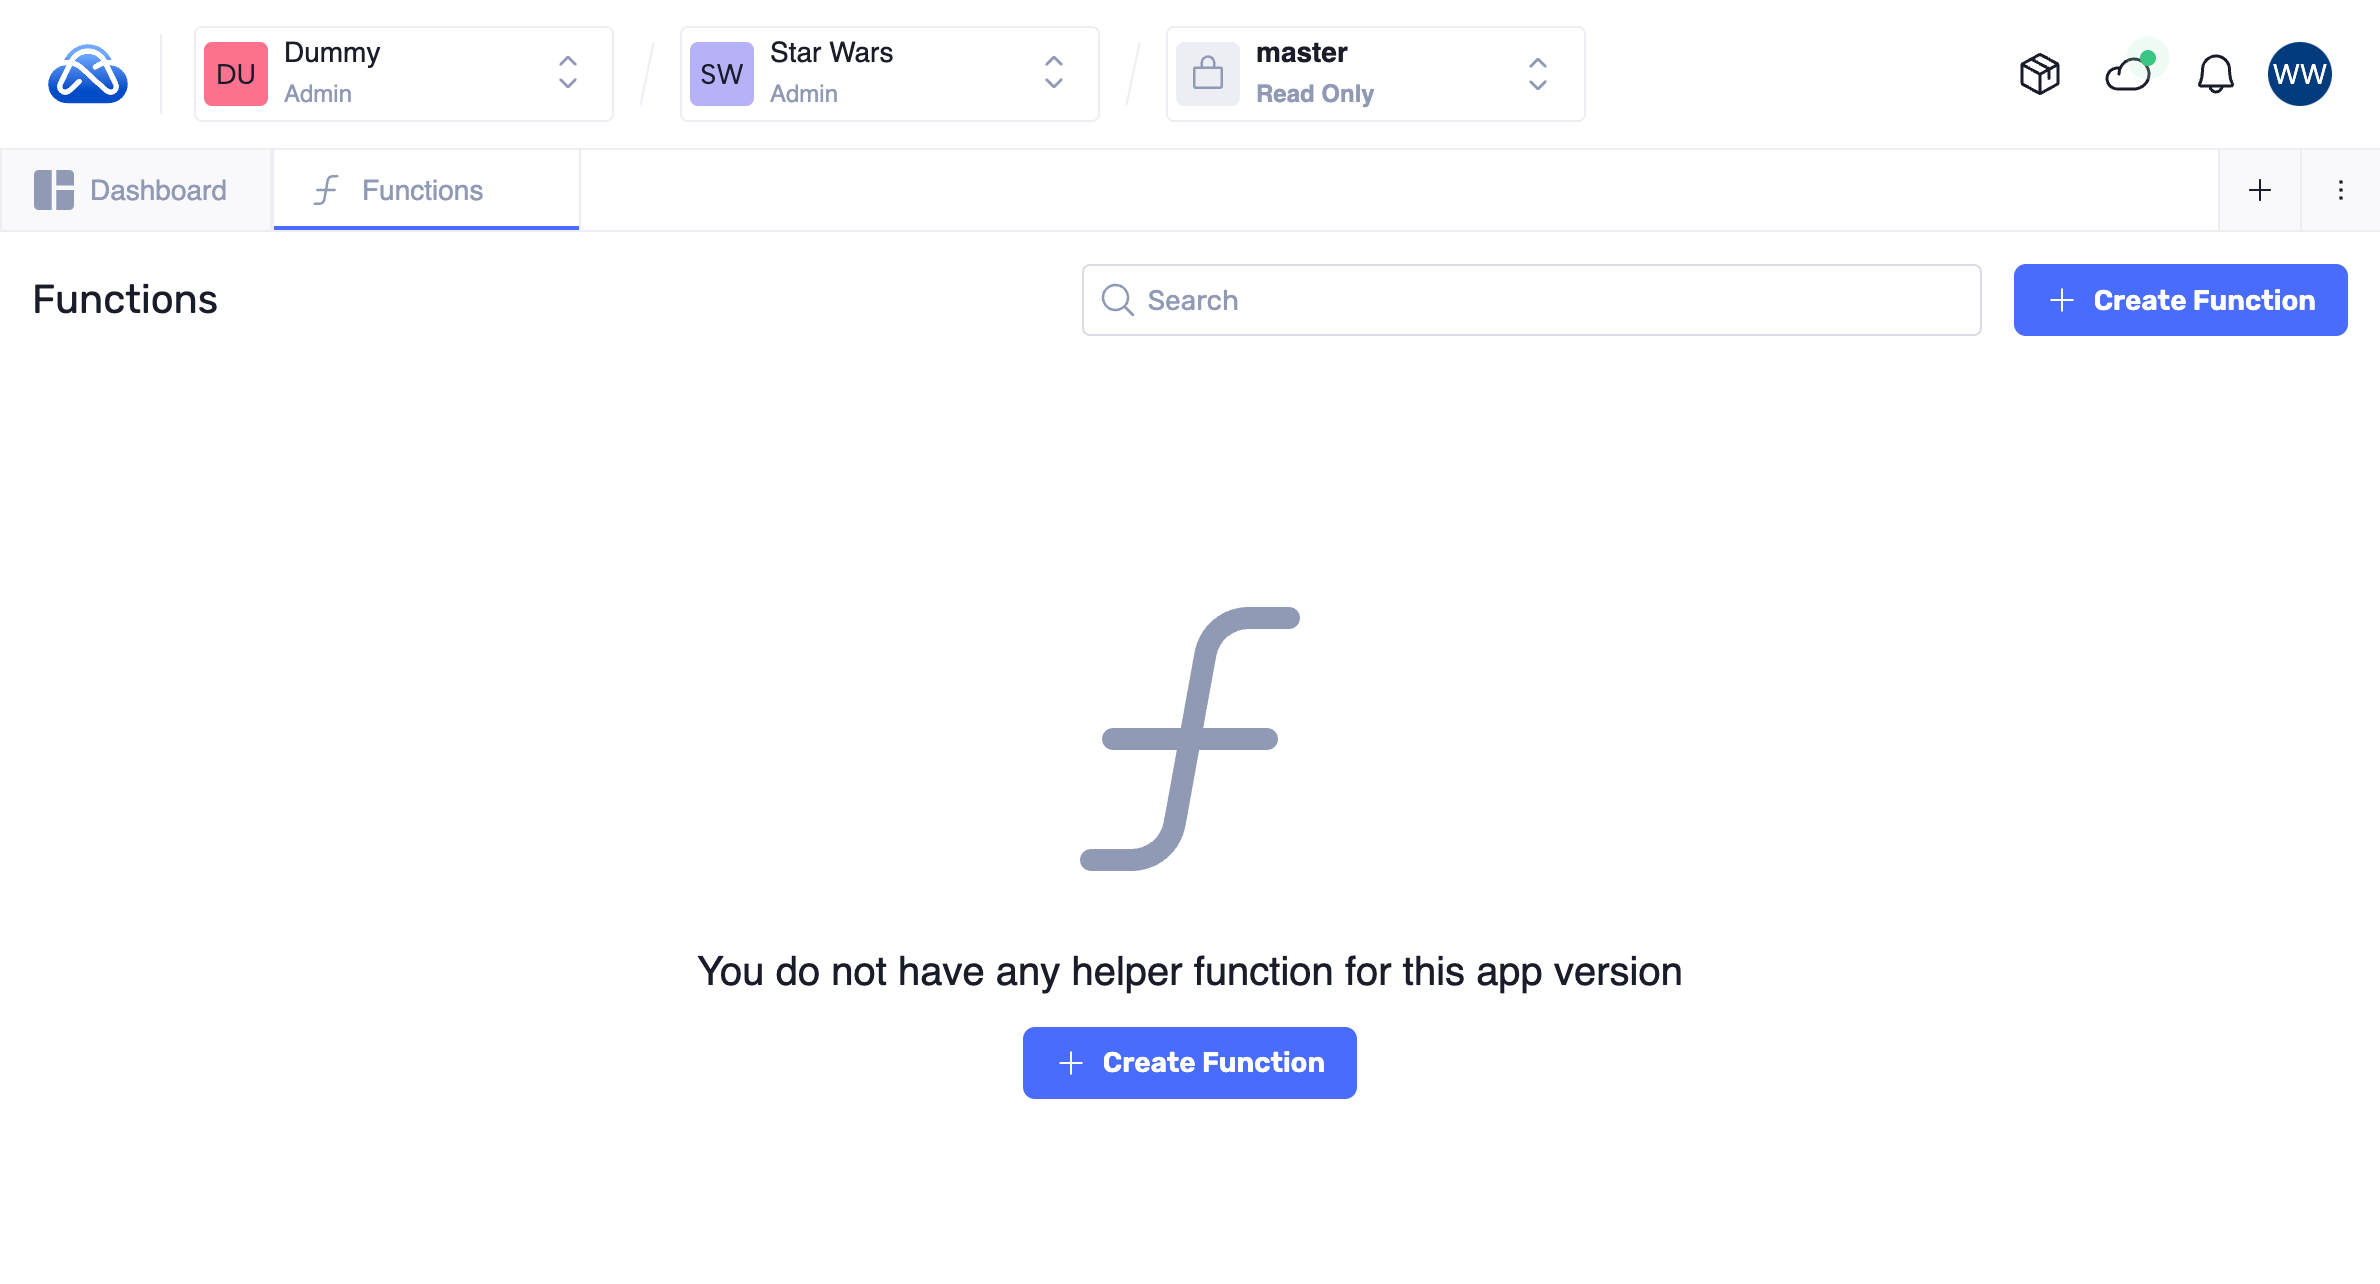 DU
Dummy
Admin
SW
Star Wars
Admin
master
Read Only
WW
Dashboard
Functions
Functions
Search
Create Function
You do not have any helper function for this app version
Create Function